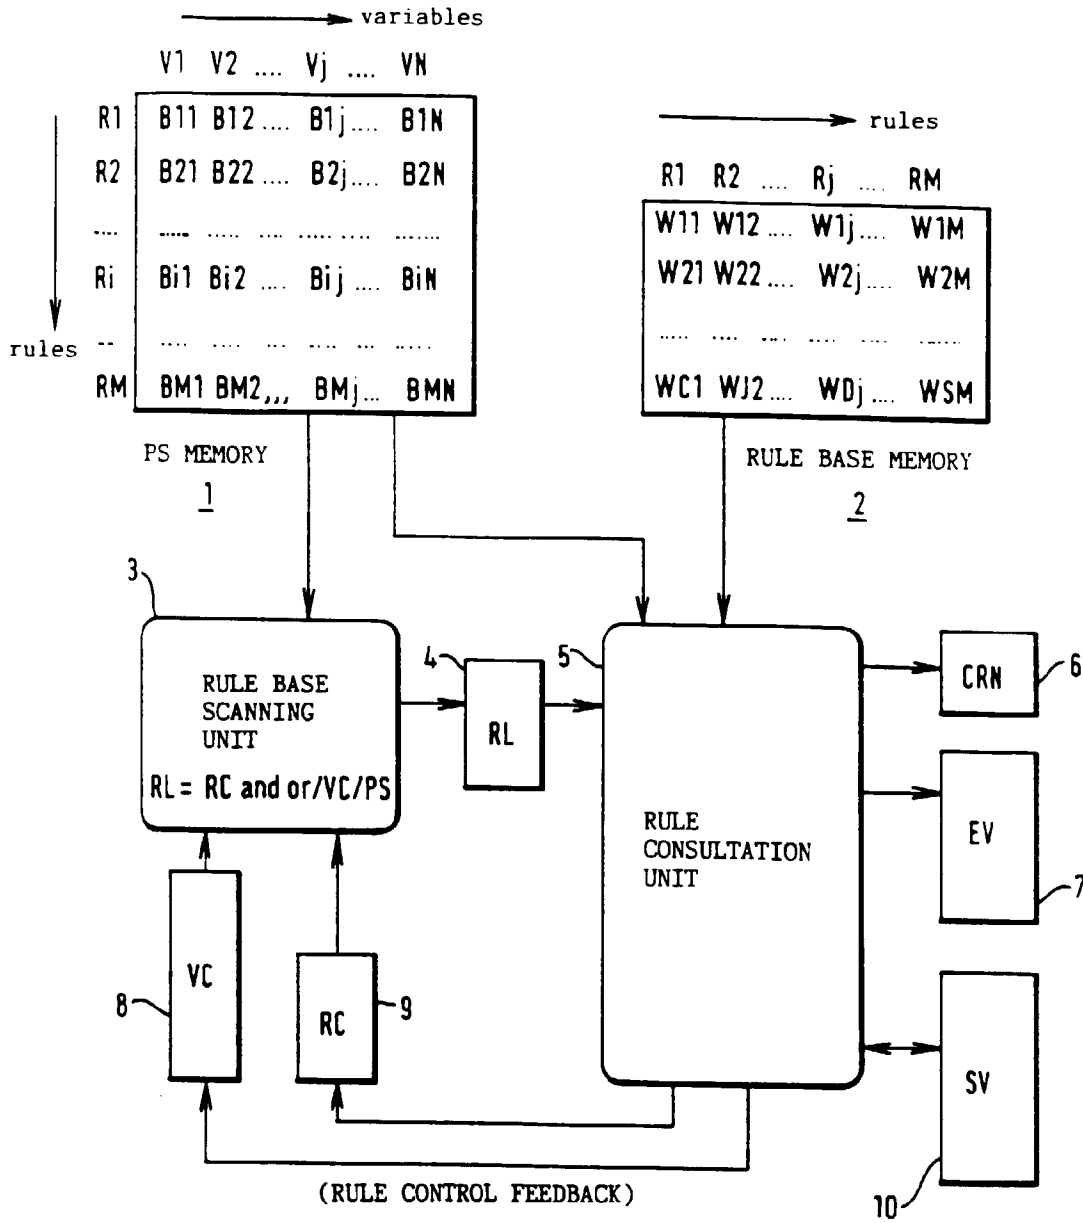 variables
V1 V2 .... Vj .... VN
R1 B11 B12 .... B1j .... B1N
R2 B21 B22 .... B2j .... B2N
.... ..... ..... .... ..... .... .......
Ri Bi1 Bi2 .... Bij .... BiN
rules .. .... .... .... .... ... .....
RM BM1 BM2,,, BMj... BMN
PS MEMORY
1
rules
R1 R2 .... Rj .... RM
W11 W12 .... W1j .... W1M
W21 W22 .... W2j .... W2M
..... ..... .... .... .... .......
WC1 WJ2 .... WDj .... WSM
RULE BASE MEMORY
2
3
RULE BASE
SCANNING
UNIT
RL = RC and or/VC/PS
4
RL
5
RULE
CONSULTATION
UNIT
CRN
6
EV
7
VC
8
RC
9
SV
10
(RULE CONTROL FEEDBACK)